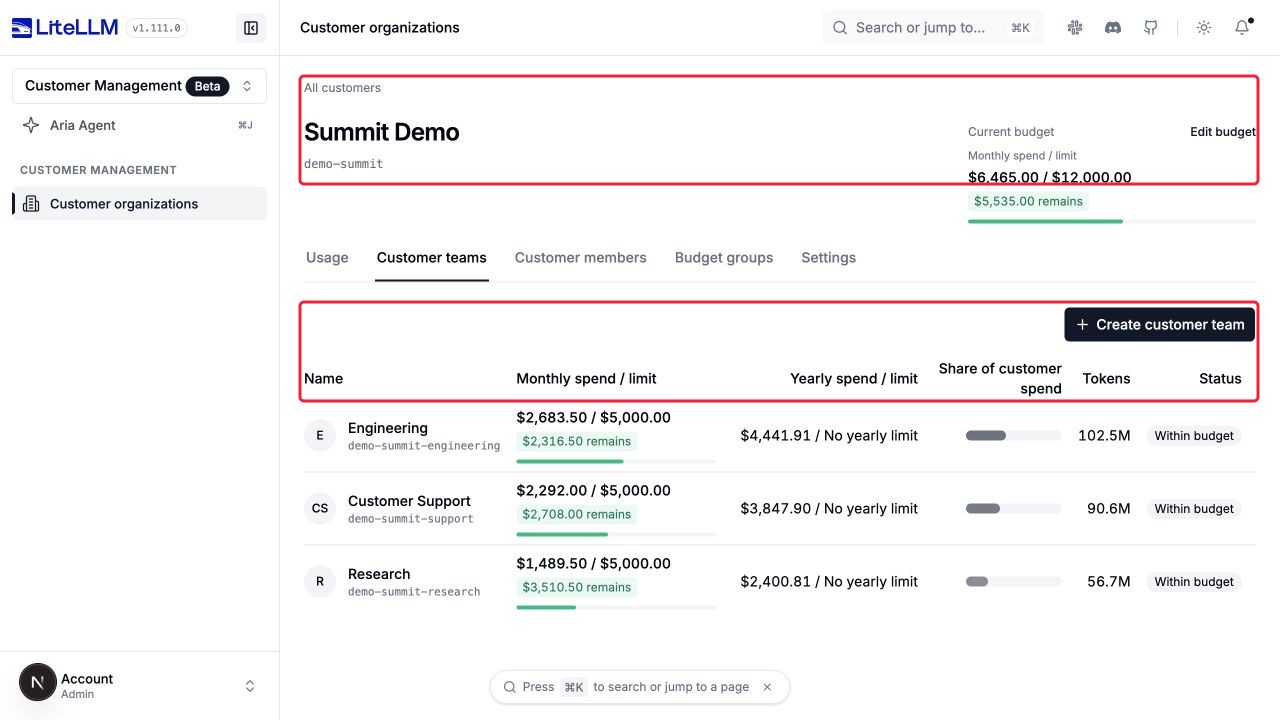 LiteLLM v1.111.0
Customer organizations
Search or jump to... ⌘K
Customer Management Beta
Aria Agent ⌘J
CUSTOMER MANAGEMENT
Customer organizations
All customers
Summit Demo
demo-summit
Current budget Edit budget
Monthly spend / limit
$6,465.00 / $12,000.00
$5,535.00 remains
Usage Customer teams Customer members Budget groups Settings
+ Create customer team
Name Monthly spend / limit Yearly spend / limit Share of customer spend Tokens Status
E Engineering
demo-summit-engineering
$2,683.50 / $5,000.00
$2,316.50 remains
$4,441.91 / No yearly limit 102.5M Within budget
CS Customer Support
demo-summit-support
$2,292.00 / $5,000.00
$2,708.00 remains
$3,847.90 / No yearly limit 90.6M Within budget
R Research
demo-summit-research
$1,489.50 / $5,000.00
$3,510.50 remains
$2,400.81 / No yearly limit 56.7M Within budget
N Account
Admin
Press ⌘K to search or jump to a page ×